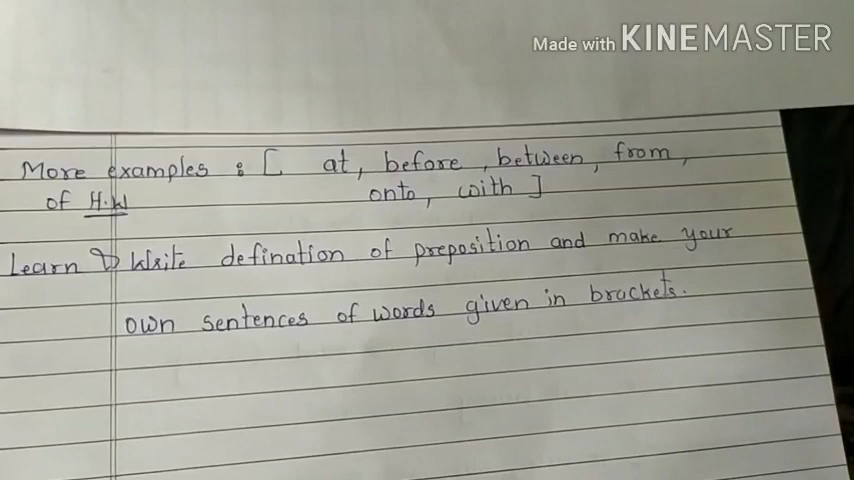 Made with KINEMASTER
More examples : [ at, before, between, from,
of H.W onto, with ]
Learn & Write defination of preposition and make your
own sentences of words given in brackets.